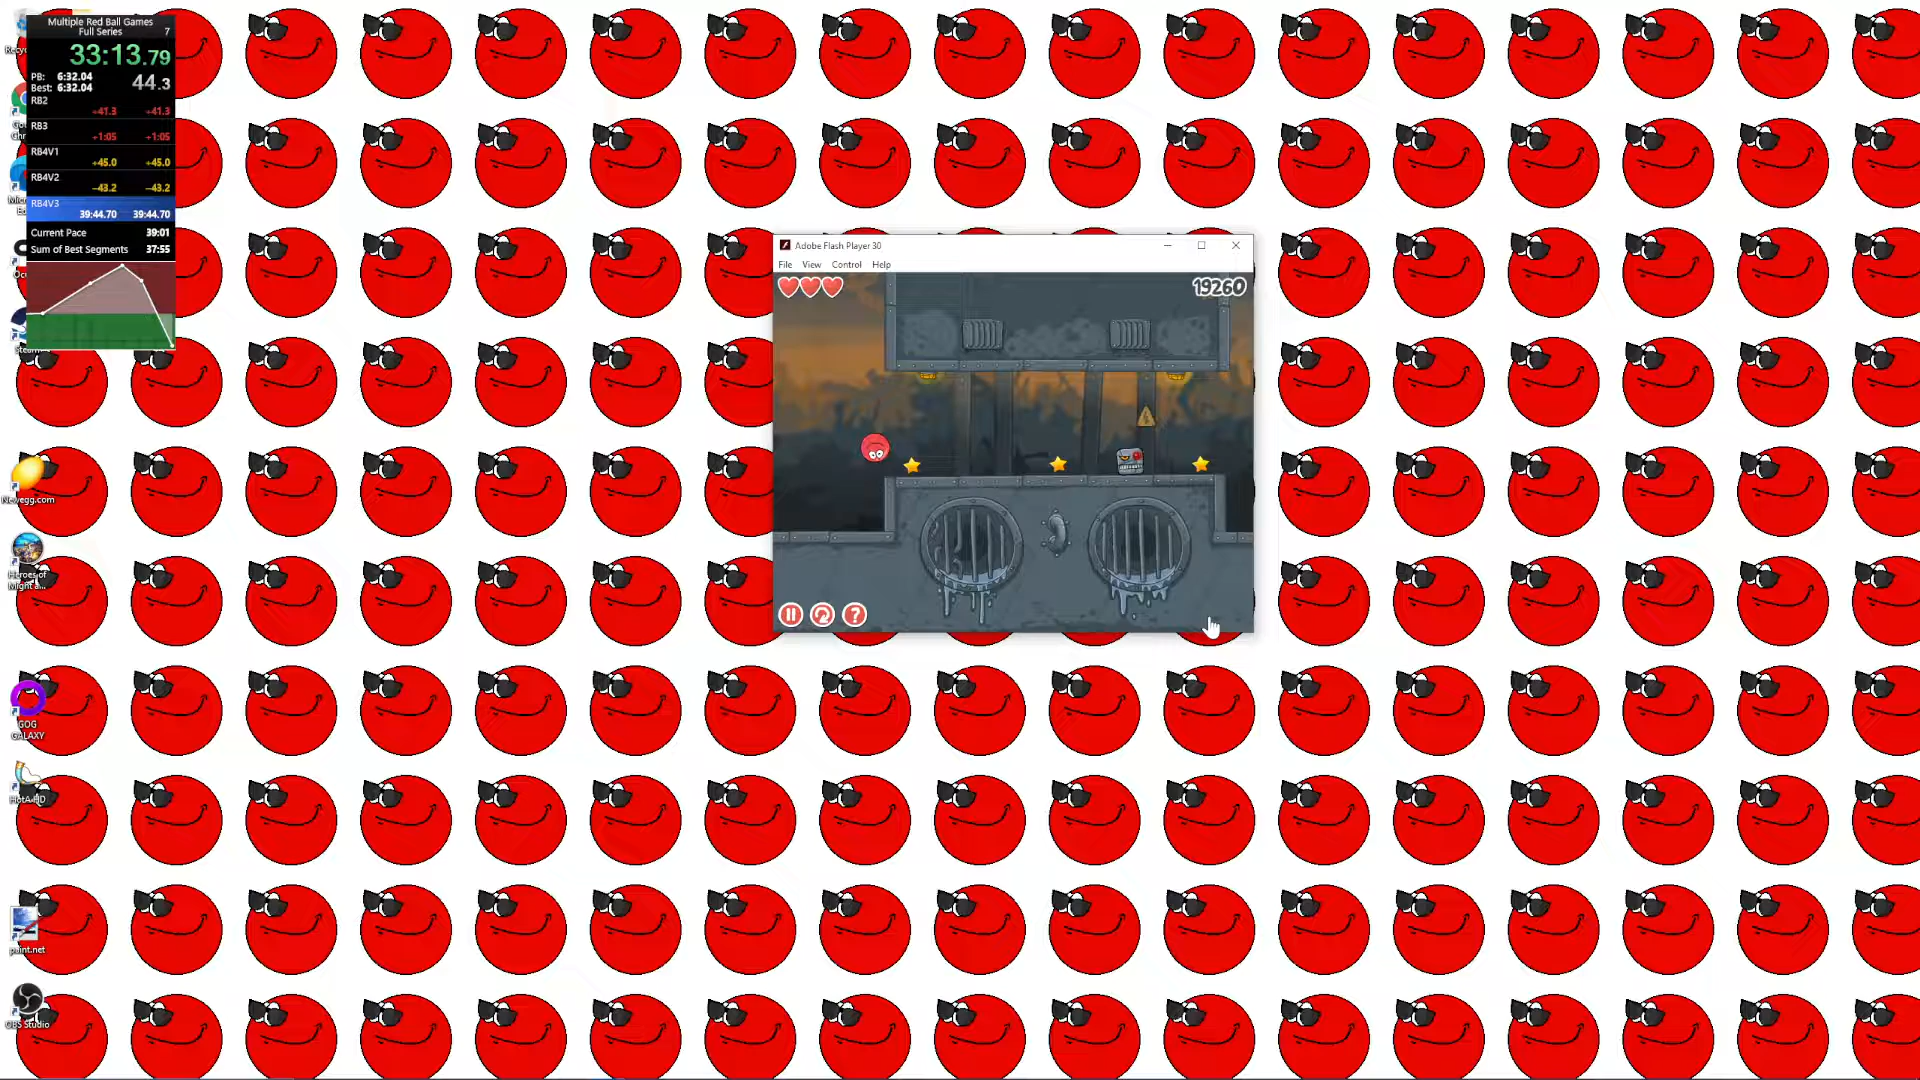 Multiple Red Ball Games
Full Series 7
33:13.79
PB: 6:32.04
Best: 6:32.04
44.3
RB2
+41.3 +41.3
RB3
+1:05 +1:05
RB4V1
+45.0 +45.0
RB4V2
−43.2 −43.2
RB4V3
39:44.70 39:44.70
Current Pace 39:01
Sum of Best Segments 37:55
Adobe Flash Player 30
File View Control Help
19260
?
Newegg.com
Heroes of
Might a...
GOG
GALAXY
HotA HD
paint.net
OBS Studio